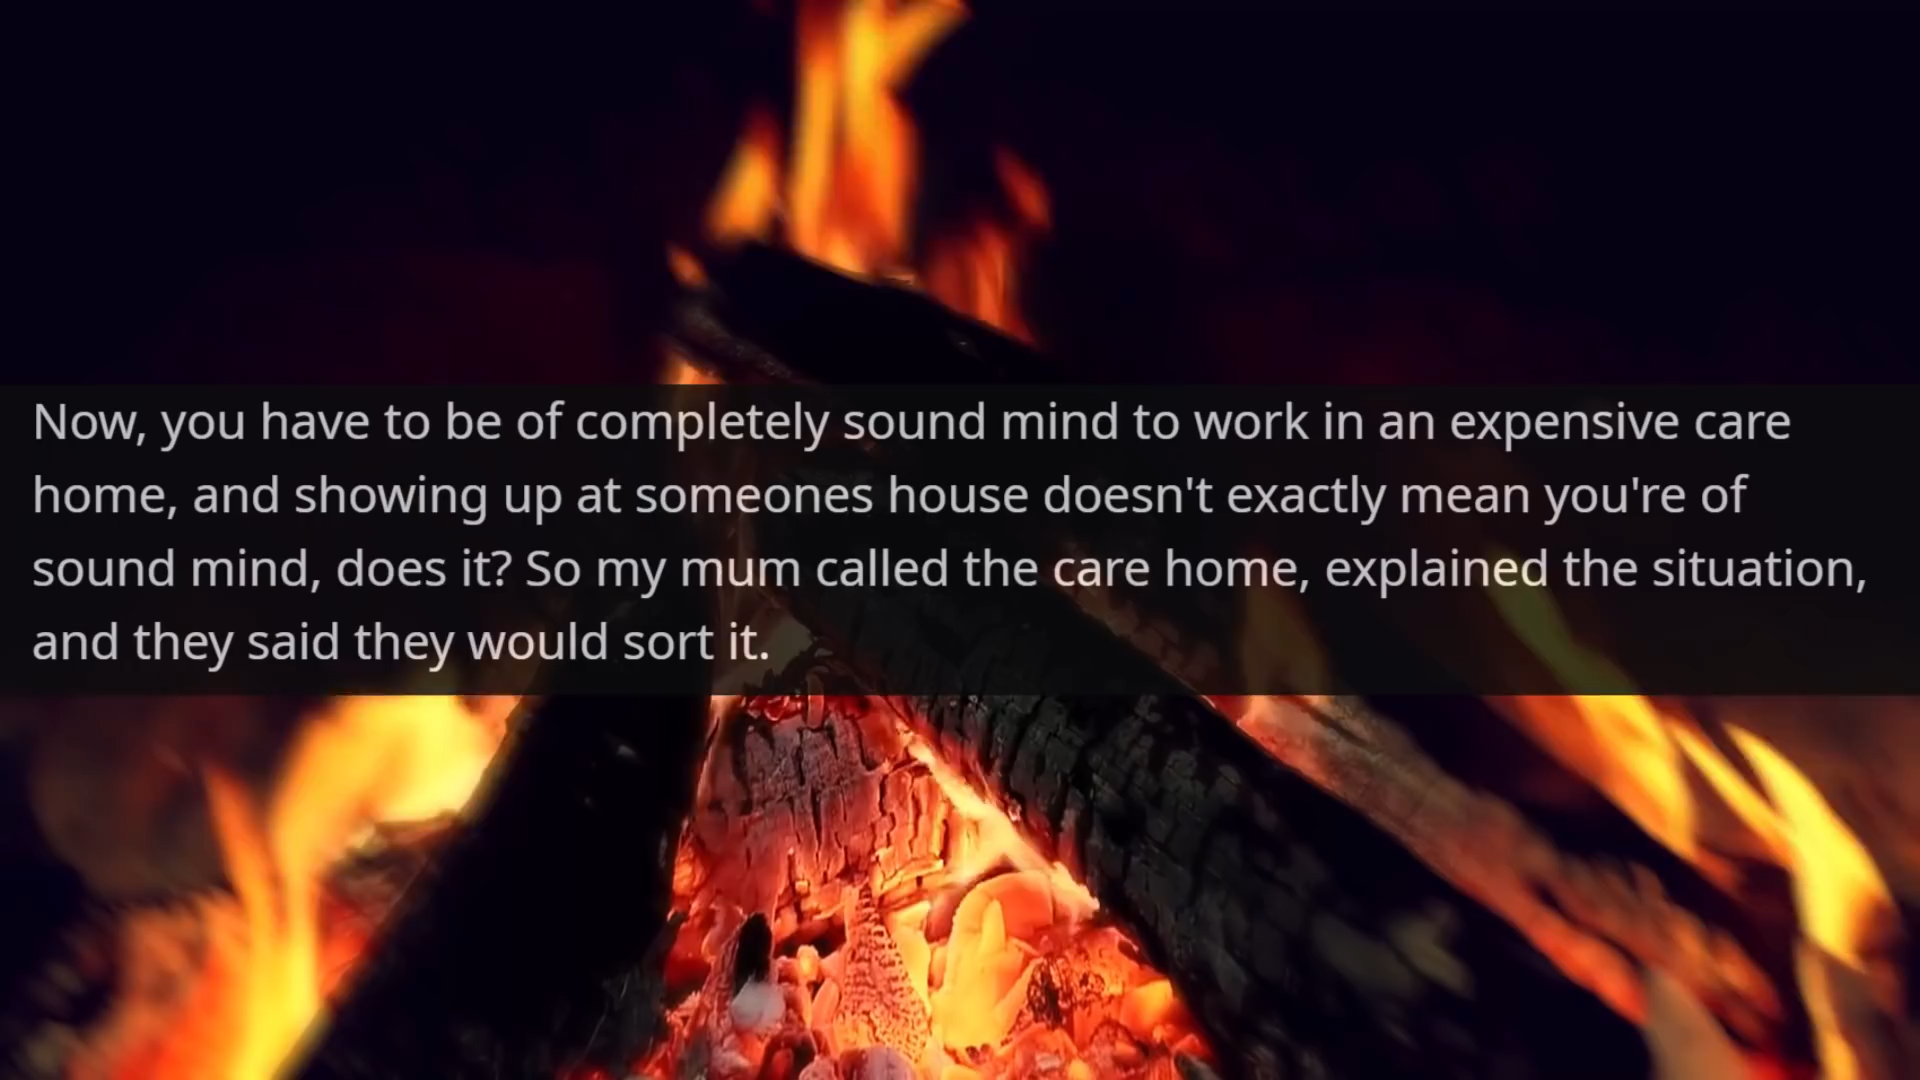 Now, you have to be of completely sound mind to work in an expensive care
home, and showing up at someones house doesn't exactly mean you're of
sound mind, does it? So my mum called the care home, explained the situation,
and they said they would sort it.